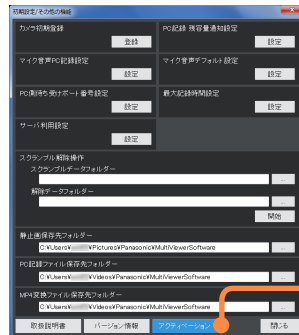 初期設定/その他の機能
カメラ初期登録
登録
PC記録 残容量通知設定
設定
マイク音声PC記録設定
設定
マイク音声デフォルト設定
設定
PC側待ち受けポート番号設定
設定
最大記録時間設定
設定
サーバ利用設定
設定
スクランブル解除操作
スクランブルデータフォルダー
...
解除データフォルダー
...
開始
静止画保存先フォルダー
C:¥Users¥ ¥Pictures¥Panasonic¥MultiViewerSoftware
...
PC記録ファイル保存先フォルダー
C:¥Users¥ ¥Videos¥Panasonic¥MultiViewerSoftware
...
MP4変換ファイル保存先フォルダー
C:¥Users¥ ¥Videos¥Panasonic¥MultiViewerSoftware
...
取扱説明書 バージョン情報 アクティベーション 閉じる